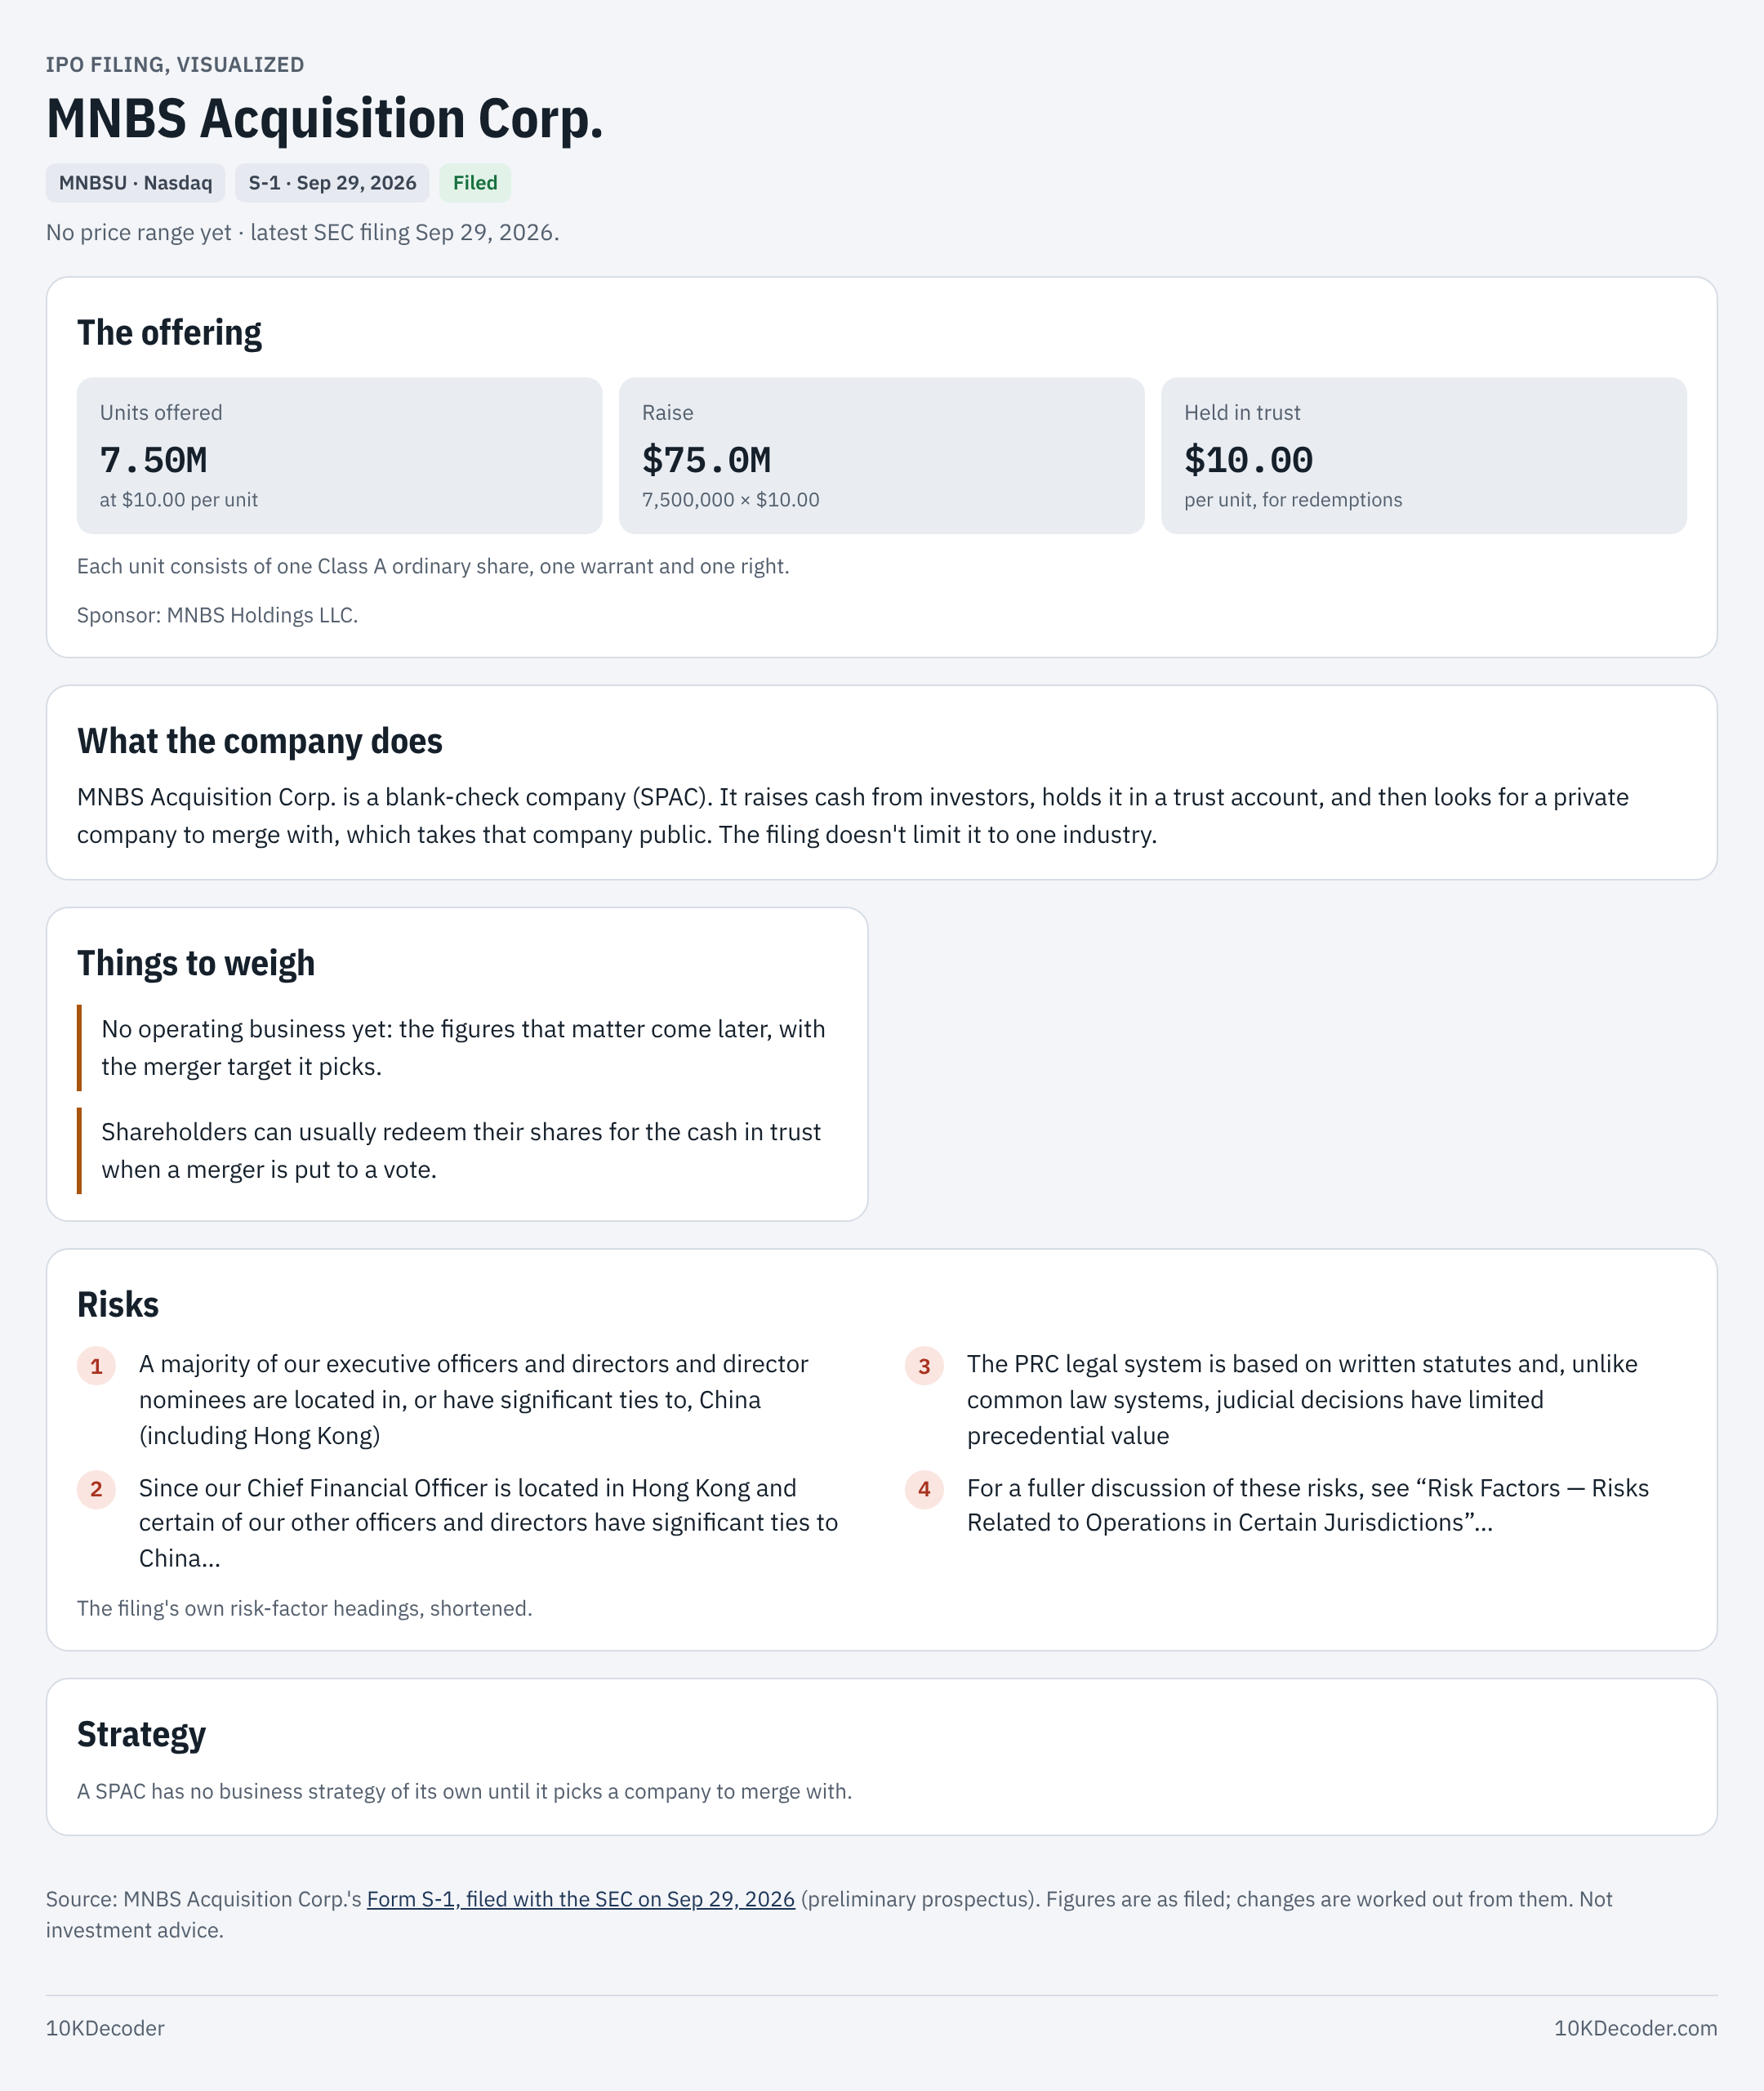 IPO FILING, VISUALIZED
MNBS Acquisition Corp.
MNBSU · Nasdaq
S-1 · Sep 29, 2026
Filed
No price range yet · latest SEC filing Sep 29, 2026.
The offering
Units offered
7.50M
at $10.00 per unit
Raise
$75.0M
7,500,000 × $10.00
Held in trust
$10.00
per unit, for redemptions
Each unit consists of one Class A ordinary share, one warrant and one right.
Sponsor: MNBS Holdings LLC.
What the company does
MNBS Acquisition Corp. is a blank-check company (SPAC). It raises cash from investors, holds it in a trust account, and then looks for a private
company to merge with, which takes that company public. The filing doesn't limit it to one industry.
Things to weigh
No operating business yet: the figures that matter come later, with
the merger target it picks.
Shareholders can usually redeem their shares for the cash in trust
when a merger is put to a vote.
Risks
1
A majority of our executive officers and directors and director
nominees are located in, or have significant ties to, China
(including Hong Kong)
2
Since our Chief Financial Officer is located in Hong Kong and
certain of our other officers and directors have significant ties to
China…
3
The PRC legal system is based on written statutes and, unlike
common law systems, judicial decisions have limited
precedential value
4
For a fuller discussion of these risks, see “Risk Factors — Risks
Related to Operations in Certain Jurisdictions”…
The filing's own risk-factor headings, shortened.
Strategy
A SPAC has no business strategy of its own until it picks a company to merge with.
Source: MNBS Acquisition Corp.'s Form S-1, filed with the SEC on Sep 29, 2026 (preliminary prospectus). Figures are as filed; changes are worked out from them. Not
investment advice.
10KDecoder
10KDecoder.com